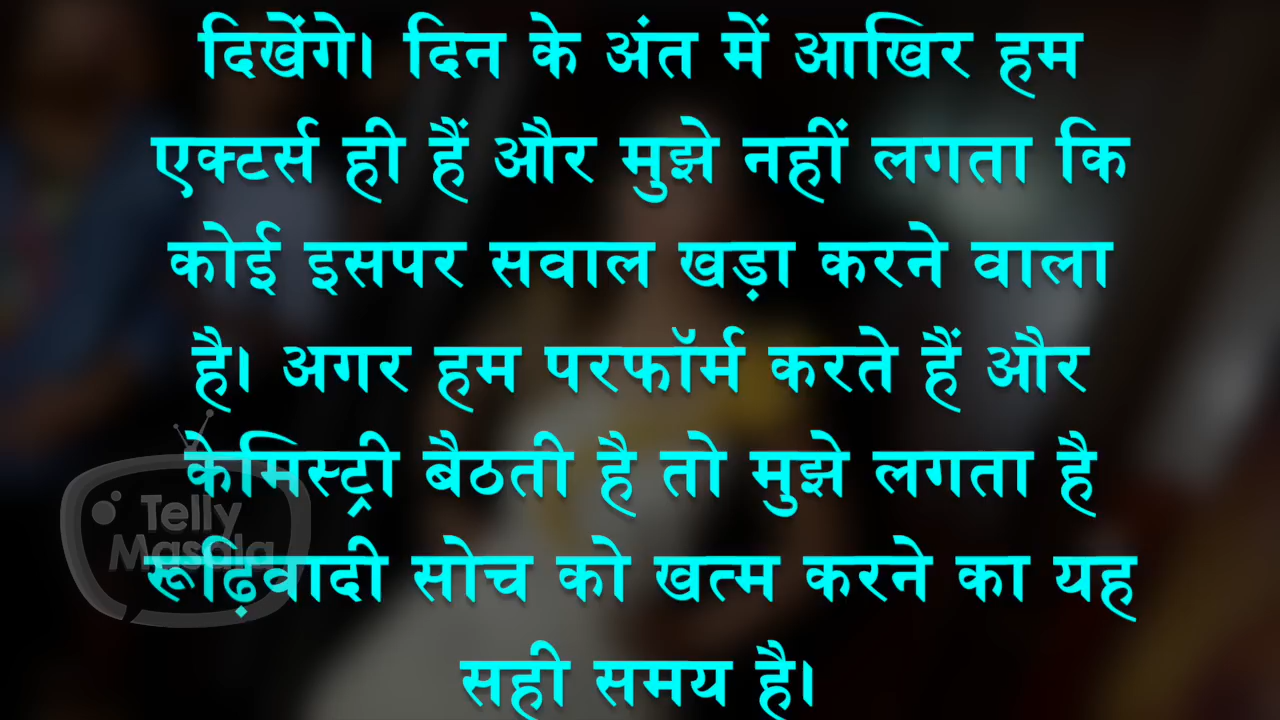 दिखेंगे। दिन के अंत में आखिर हम
एक्टर्स ही हैं और मुझे नहीं लगता कि
कोई इसपर सवाल खड़ा करने वाला
है। अगर हम परफॉर्म करते हैं और
केमिस्ट्री बैठती है तो मुझे लगता है
रूढ़िवादी सोच को खत्म करने का यह
सही समय है।
Telly
Masala